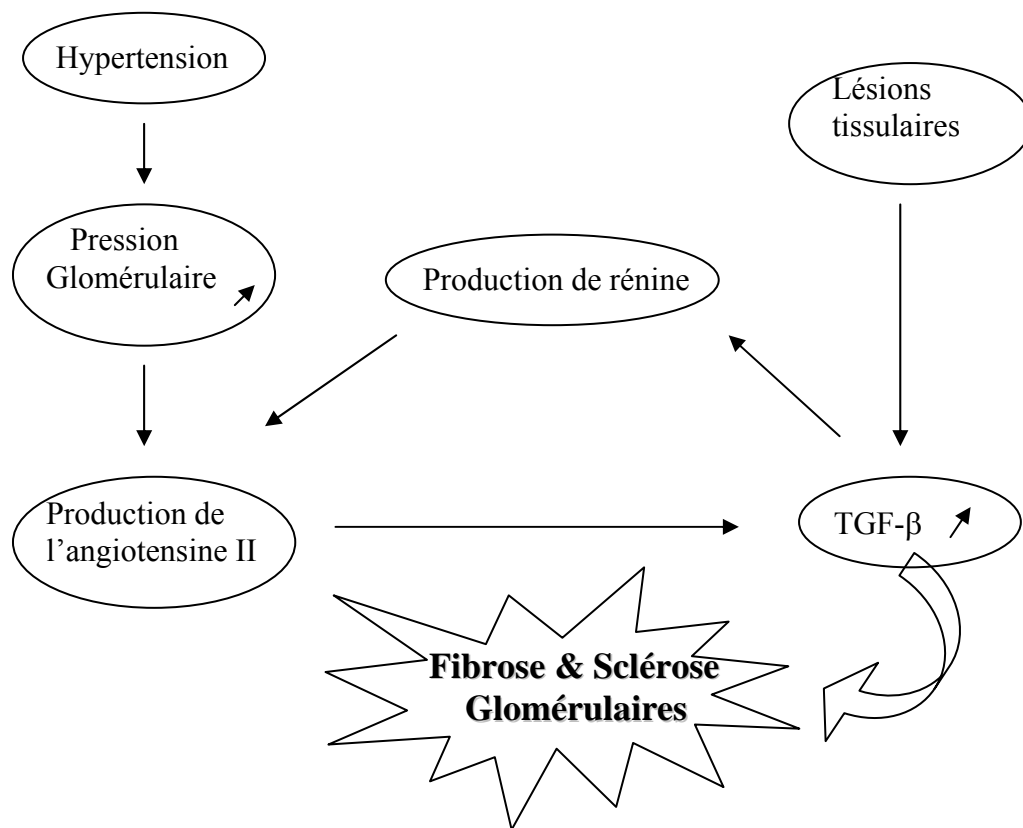 Hypertension
Lésions
tissulaires
Pression
Glomérulaire
Production de rénine
Production de
l’angiotensine II
TGF-β
Fibrose & Sclérose
Glomérulaires